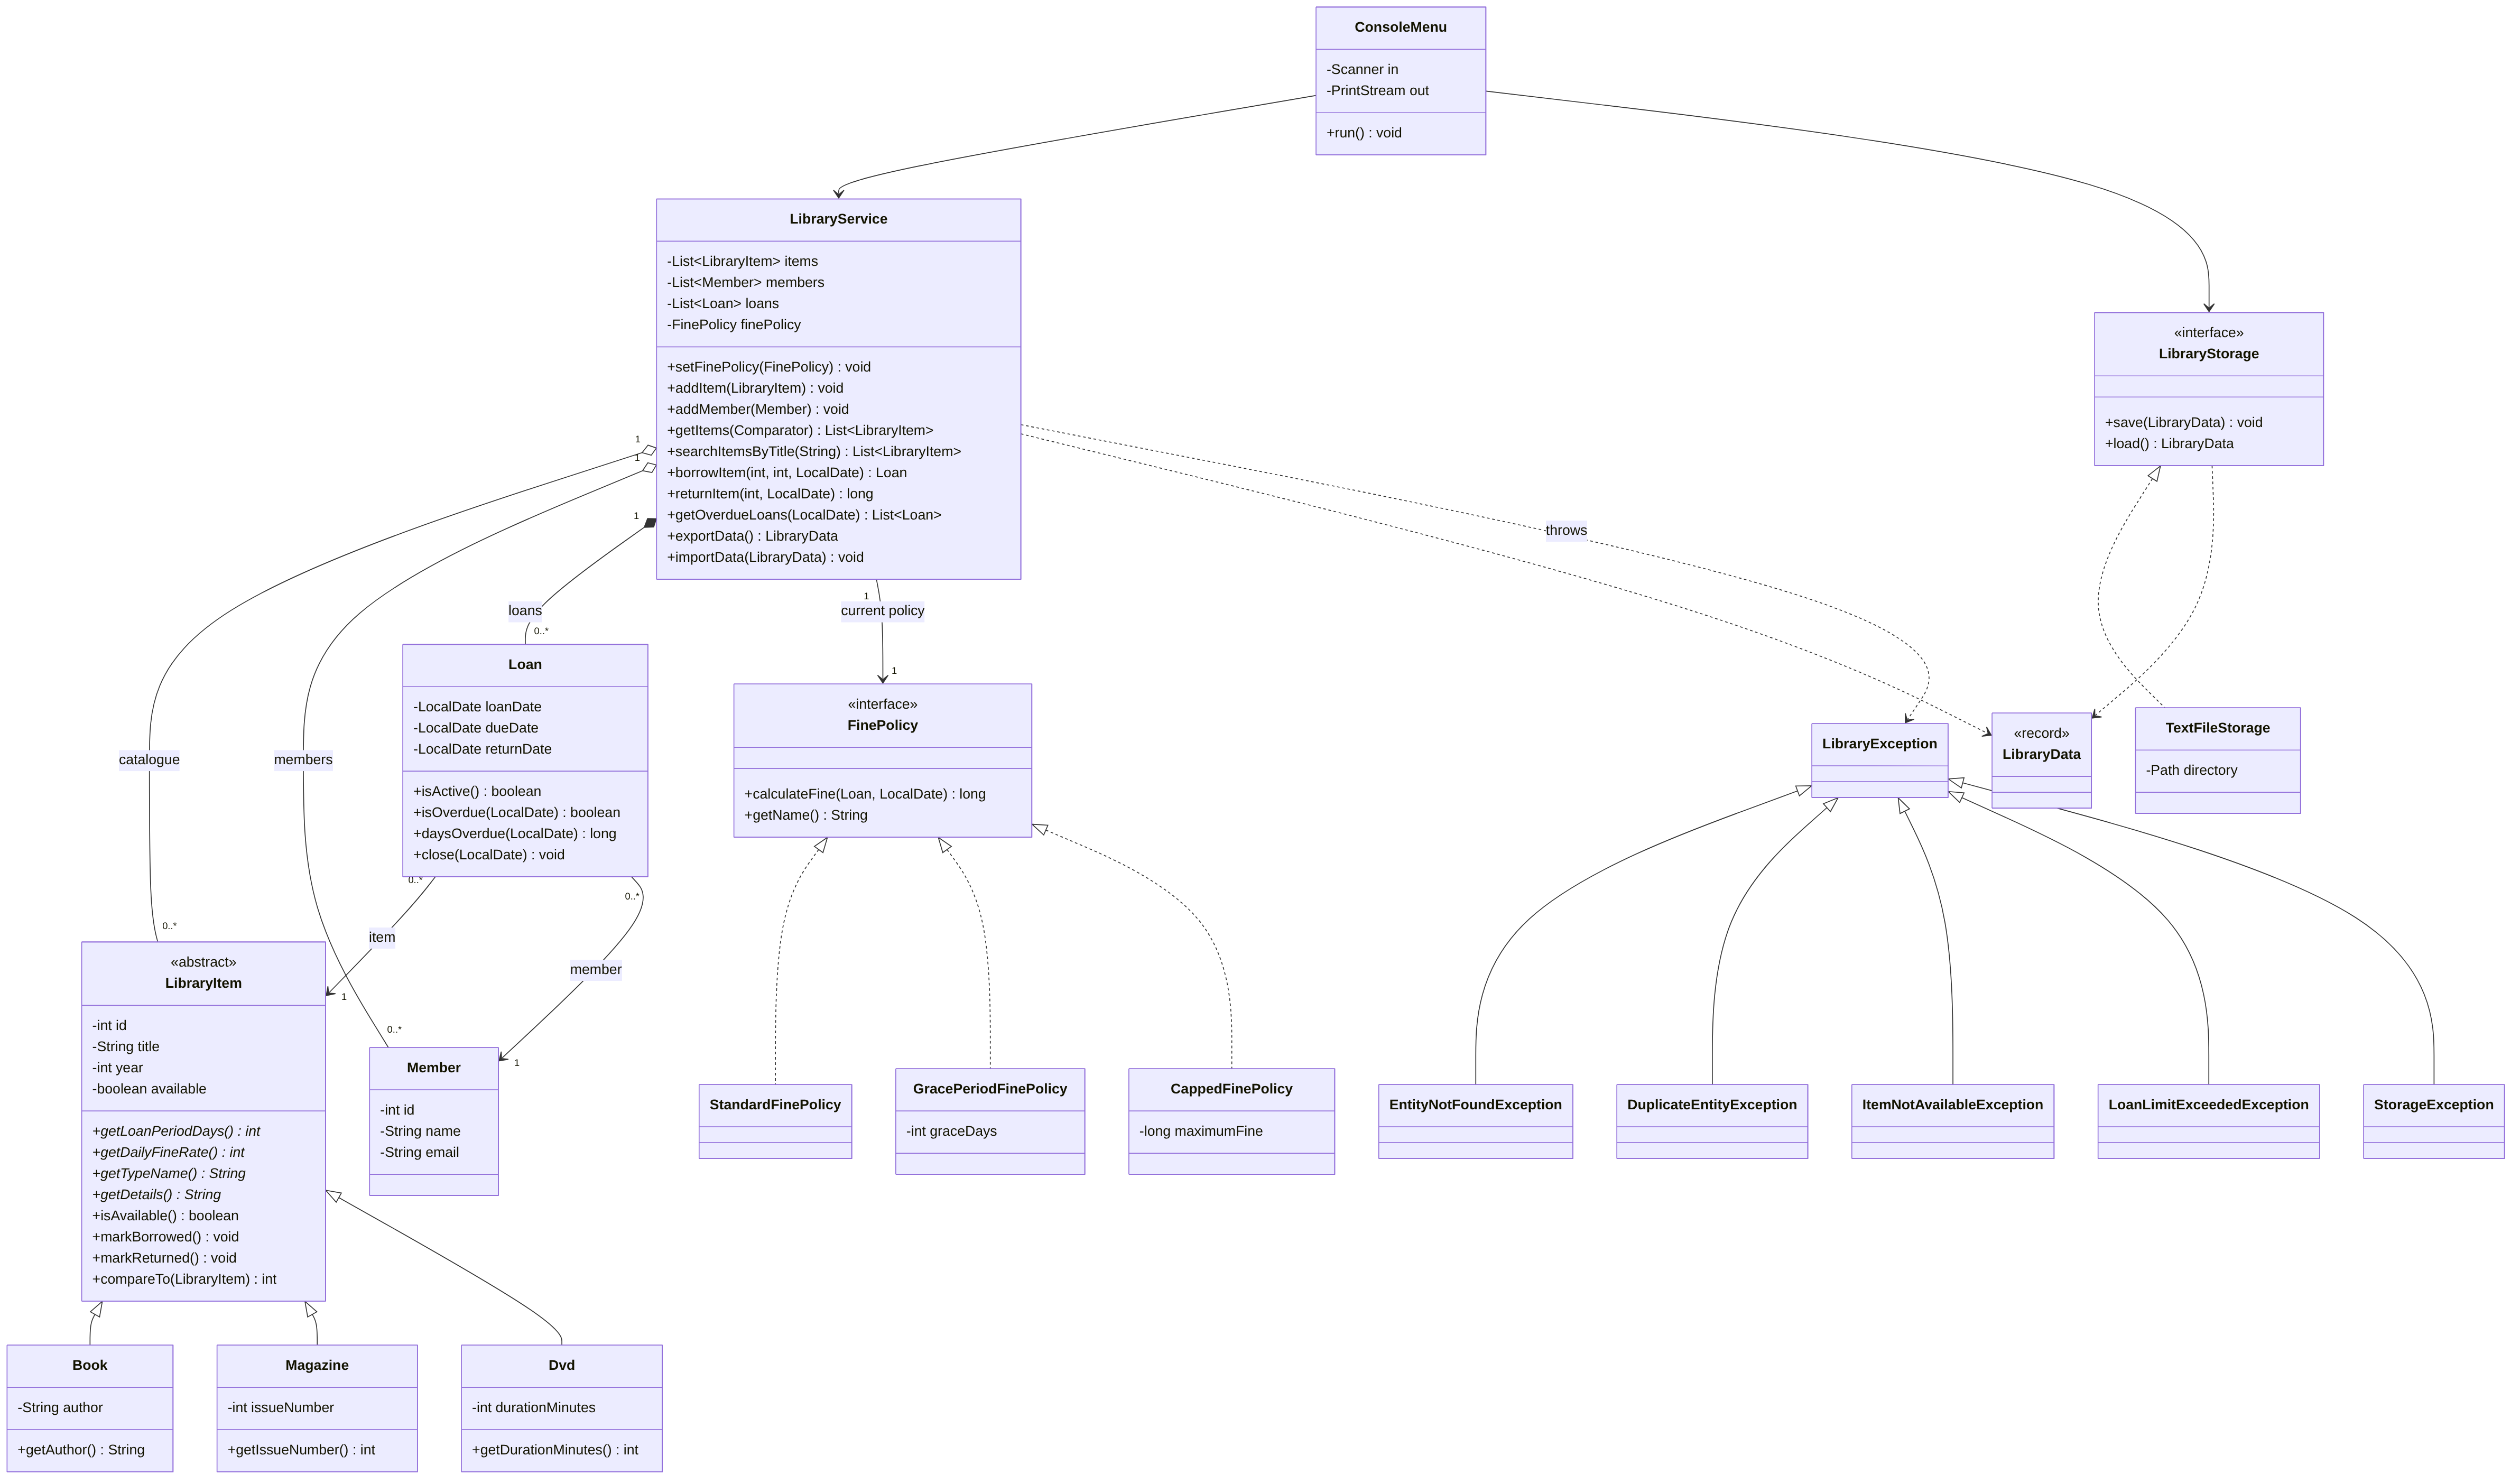 ConsoleMenu
-Scanner in
-PrintStream out
+run() : void
LibraryService
-List<LibraryItem> items
-List<Member> members
-List<Loan> loans
-FinePolicy finePolicy
+setFinePolicy(FinePolicy) : void
+addItem(LibraryItem) : void
+addMember(Member) : void
+getItems(Comparator) : List<LibraryItem>
+searchItemsByTitle(String) : List<LibraryItem>
+borrowItem(int, int, LocalDate) : Loan
+returnItem(int, LocalDate) : long
+getOverdueLoans(LocalDate) : List<Loan>
+exportData() : LibraryData
+importData(LibraryData) : void
«interface»
LibraryStorage
+save(LibraryData) : void
+load() : LibraryData
1
1
1
throws
loans
0..*
1
current policy
1
catalogue
0..*
members
0..*
Loan
-LocalDate loanDate
-LocalDate dueDate
-LocalDate returnDate
+isActive() : boolean
+isOverdue(LocalDate) : boolean
+daysOverdue(LocalDate) : long
+close(LocalDate) : void
«interface»
FinePolicy
+calculateFine(Loan, LocalDate) : long
+getName() : String
LibraryException
«record»
LibraryData
TextFileStorage
-Path directory
0..*
item
1
0..*
member
1
«abstract»
LibraryItem
-int id
-String title
-int year
-boolean available
+getLoanPeriodDays() : int
+getDailyFineRate() : int
+getTypeName() : String
+getDetails() : String
+isAvailable() : boolean
+markBorrowed() : void
+markReturned() : void
+compareTo(LibraryItem) : int
Member
-int id
-String name
-String email
StandardFinePolicy
GracePeriodFinePolicy
-int graceDays
CappedFinePolicy
-long maximumFine
EntityNotFoundException
DuplicateEntityException
ItemNotAvailableException
LoanLimitExceededException
StorageException
Book
-String author
+getAuthor() : String
Magazine
-int issueNumber
+getIssueNumber() : int
Dvd
-int durationMinutes
+getDurationMinutes() : int